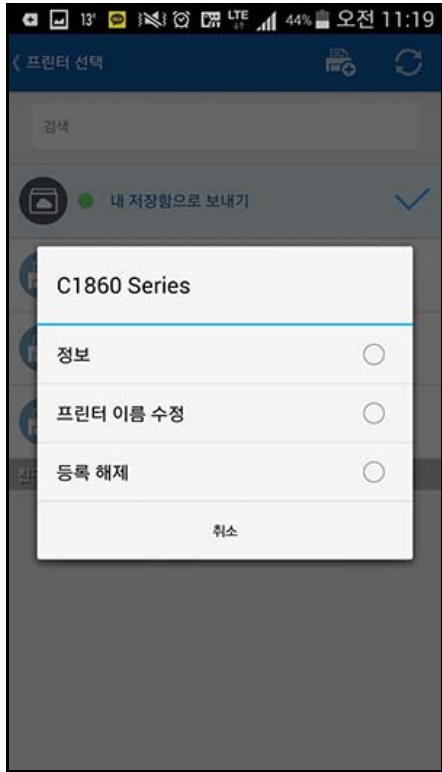 13° LTE 44% 오전 11:19
프린터 선택
검색
내 저장함으로 보내기
C1860 Series
정보
프린터 이름 수정
등록 해제
취소